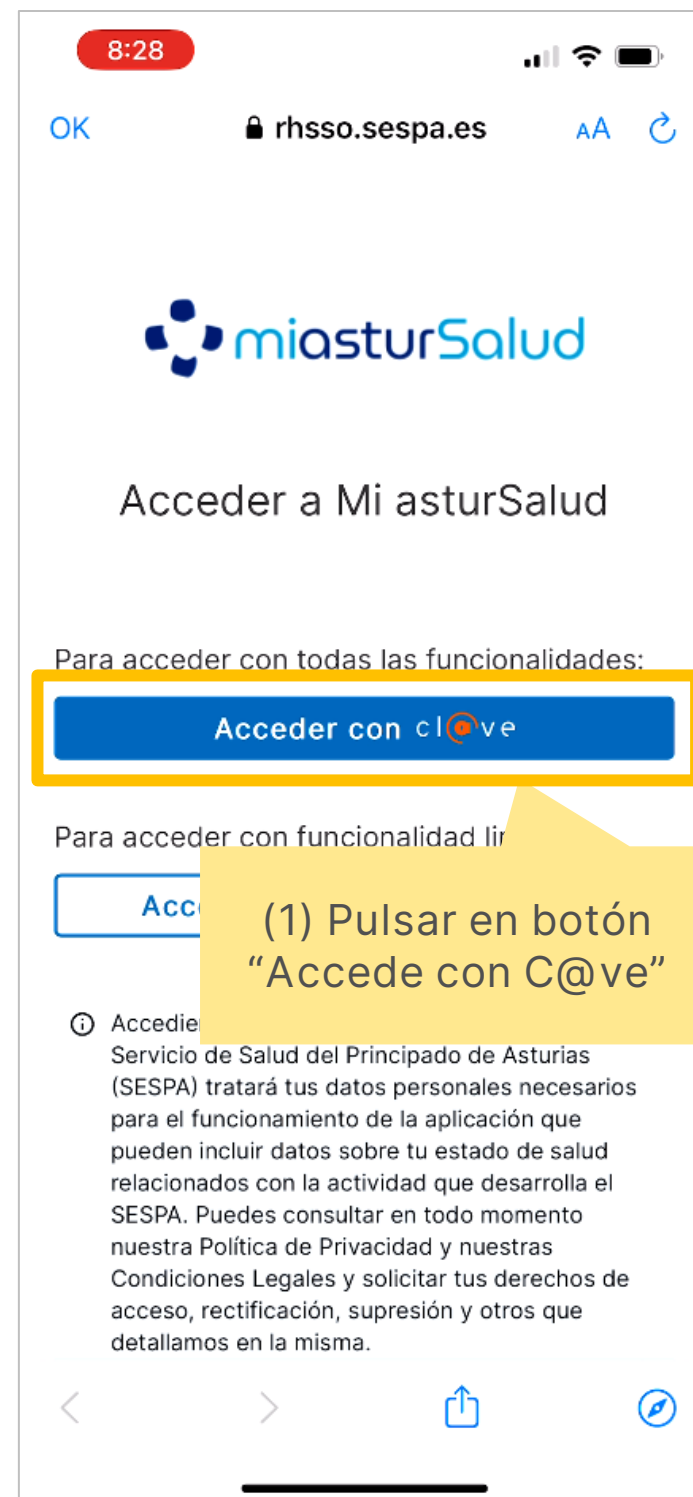 8:28
OK
rhsso.sespa.es
AA
miasturSalud
Acceder a Mi asturSalud
Para acceder con todas las funcionalidades:
Acceder con cl@ve
Para acceder con funcionalidad
(1) Pulsar en botón
“Accede con C@ve”
Servicio de Salud del Principado de Asturias
(SESPA) tratará tus datos personales necesarios
para el funcionamiento de la aplicación que
pueden incluir datos sobre tu estado de salud
relacionados con la actividad que desarrolla el
SESPA. Puedes consultar en todo momento
nuestra Política de Privacidad y nuestras
Condiciones Legales y solicitar tus derechos de
acceso, rectificación, supresión y otros que
detallamos en la misma.